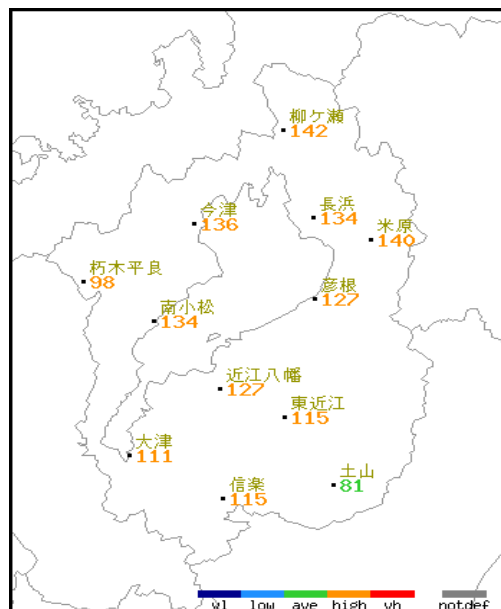 柳ケ瀬
142
長浜
134
今津
136
米原
140
朽木平良
98
彦根
127
南小松
134
近江八幡
127
東近江
115
大津
111
土山
81
信楽
115
vl low ave high vh notdef